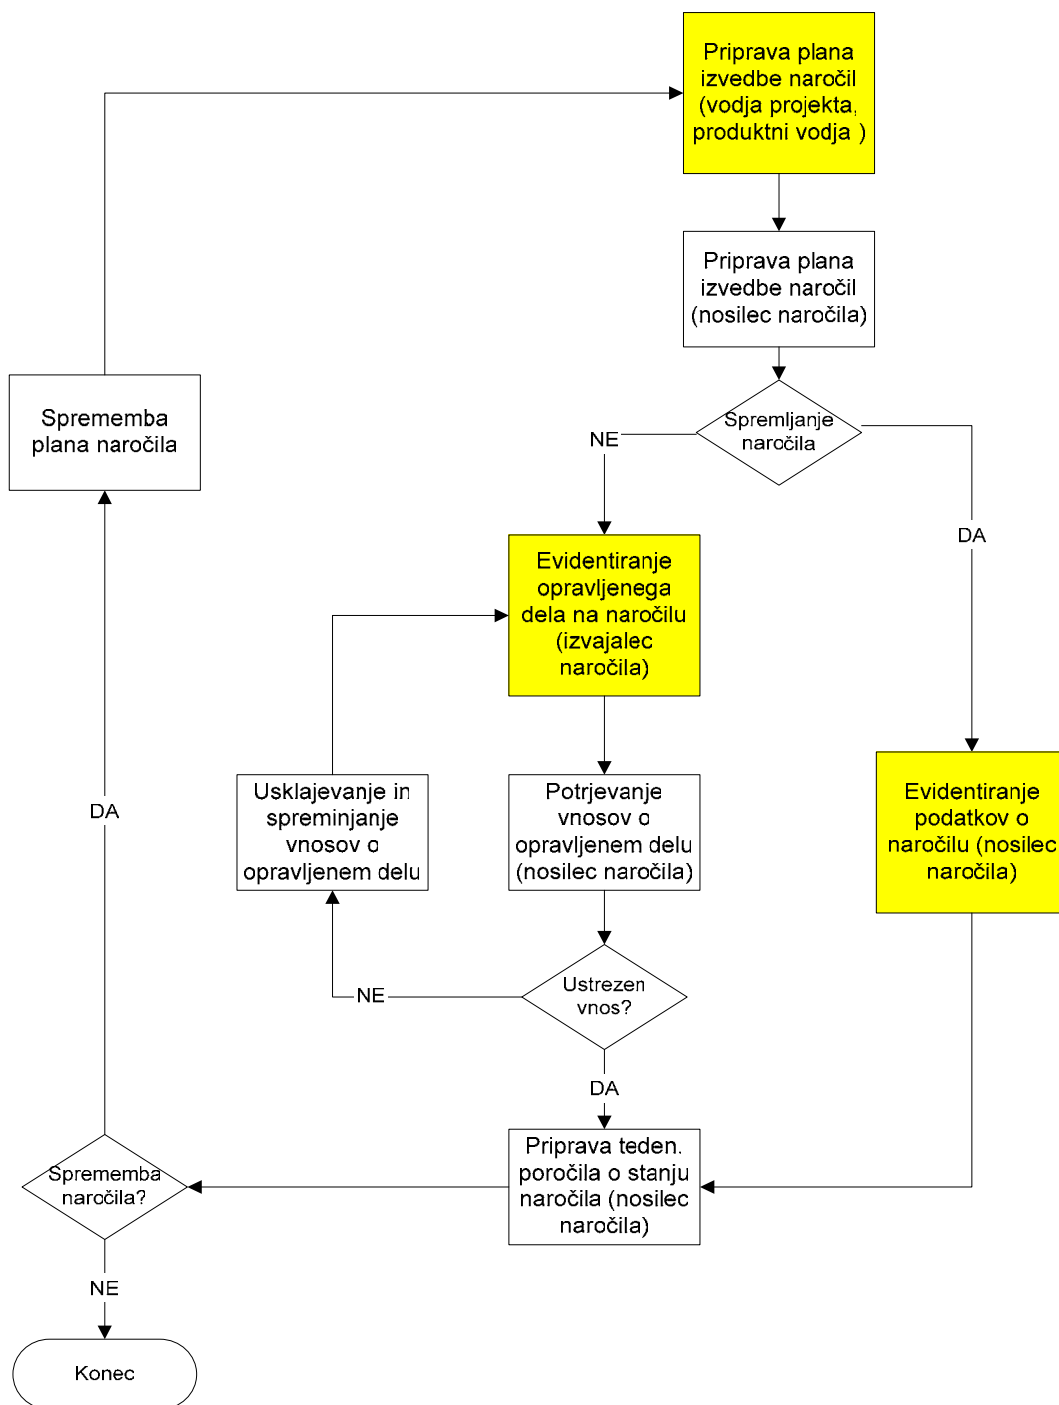 Priprava plana
izvedbe naročil
(vodja projekta,
produktni vodja )
Priprava plana
izvedbe naročil
(nosilec naročila)
Sprememba
plana naročila
Spremljanje
naročila
NE
DA
Evidentiranje
opravljenega
dela na naročilu
(izvajalec
naročila)
Usklajevanje in
spreminjanje
vnosov o
opravljenem delu
Potrjevanje
vnosov o
opravljenem delu
(nosilec naročila)
Evidentiranje
podatkov o
naročilu (nosilec
naročila)
DA
Ustrezen
vnos?
NE
DA
Priprava teden.
poročila o stanju
naročila (nosilec
naročila)
Sprememba
naročila?
NE
Konec